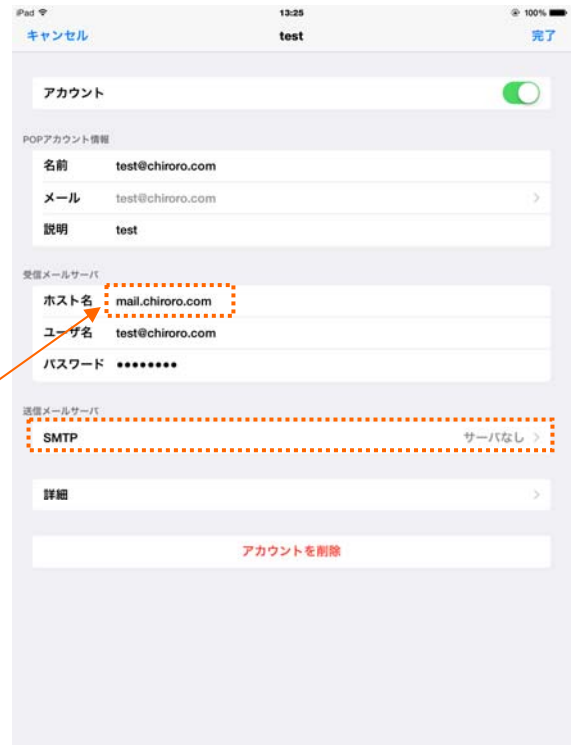 iPad 13:25 100%
キャンセル test 完了
アカウント
POPアカウント情報
名前 test@chiroro.com
メール test@chiroro.com
説明 test
受信メールサーバ
ホスト名 mail.chiroro.com
ユーザ名 test@chiroro.com
パスワード ●●●●●●●●
送信メールサーバ
SMTP サーバなし
詳細
アカウントを削除